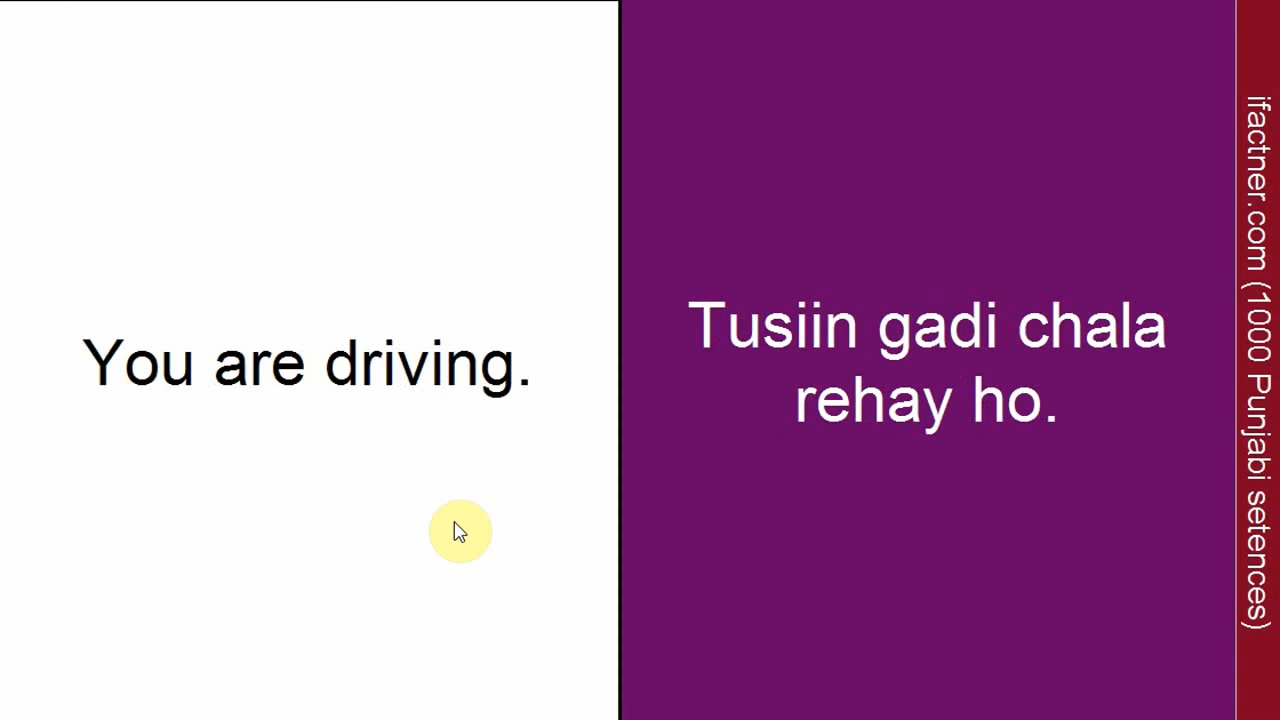 You are driving.
Tusiin gadi chala
rehay ho.
ifactner.com (1000 Punjabi setences)